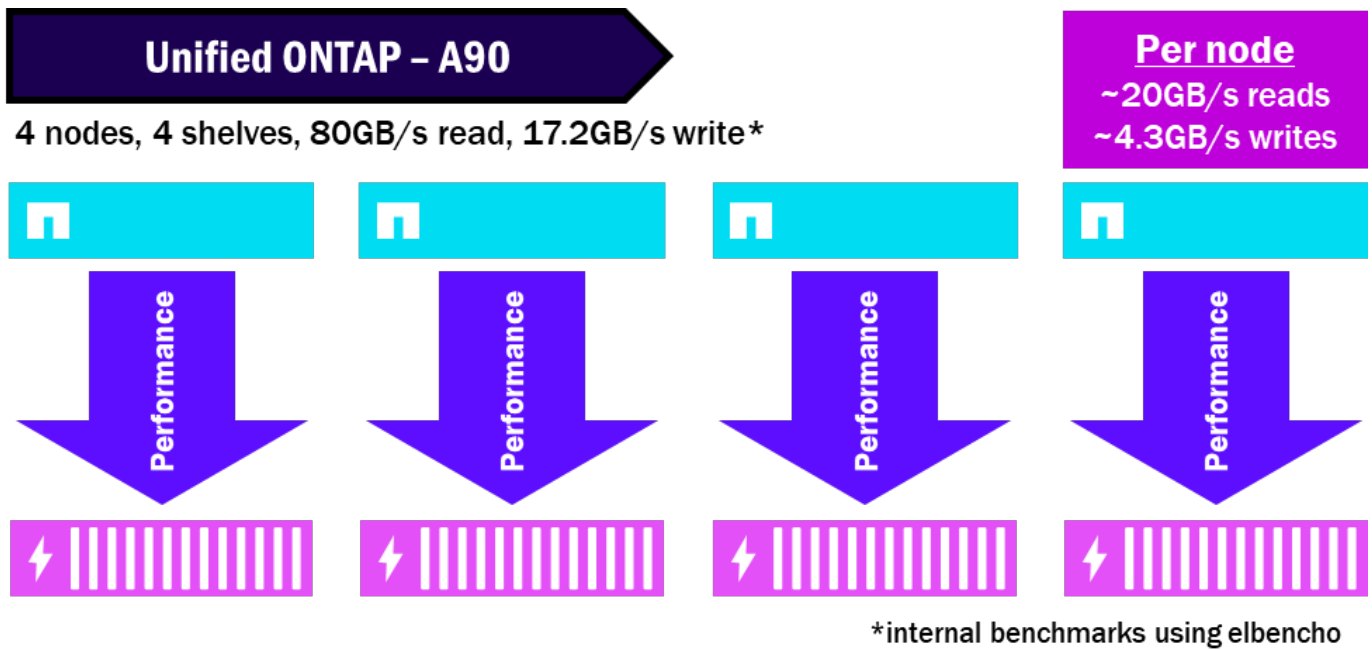 Unified ONTAP – A90
Per node
~20GB/s reads
~4.3GB/s writes
4 nodes, 4 shelves, 80GB/s read, 17.2GB/s write*
Performance
Performance
Performance
Performance
*internal benchmarks using elbencho